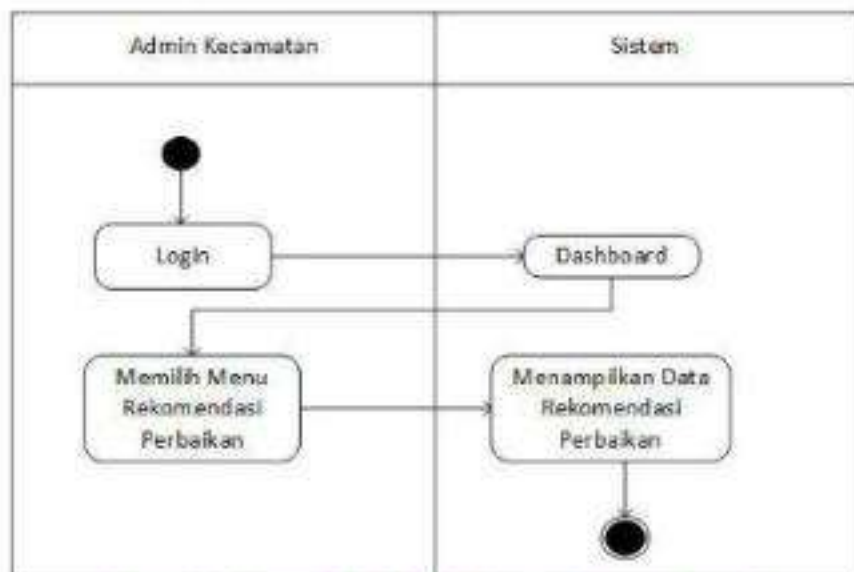 Admin Kecamatan
Sistem
Login
Dashboard
Memilih Menu
Rekomendasi
Perbaikan
Menampilkan Data
Rekomendasi
Perbaikan